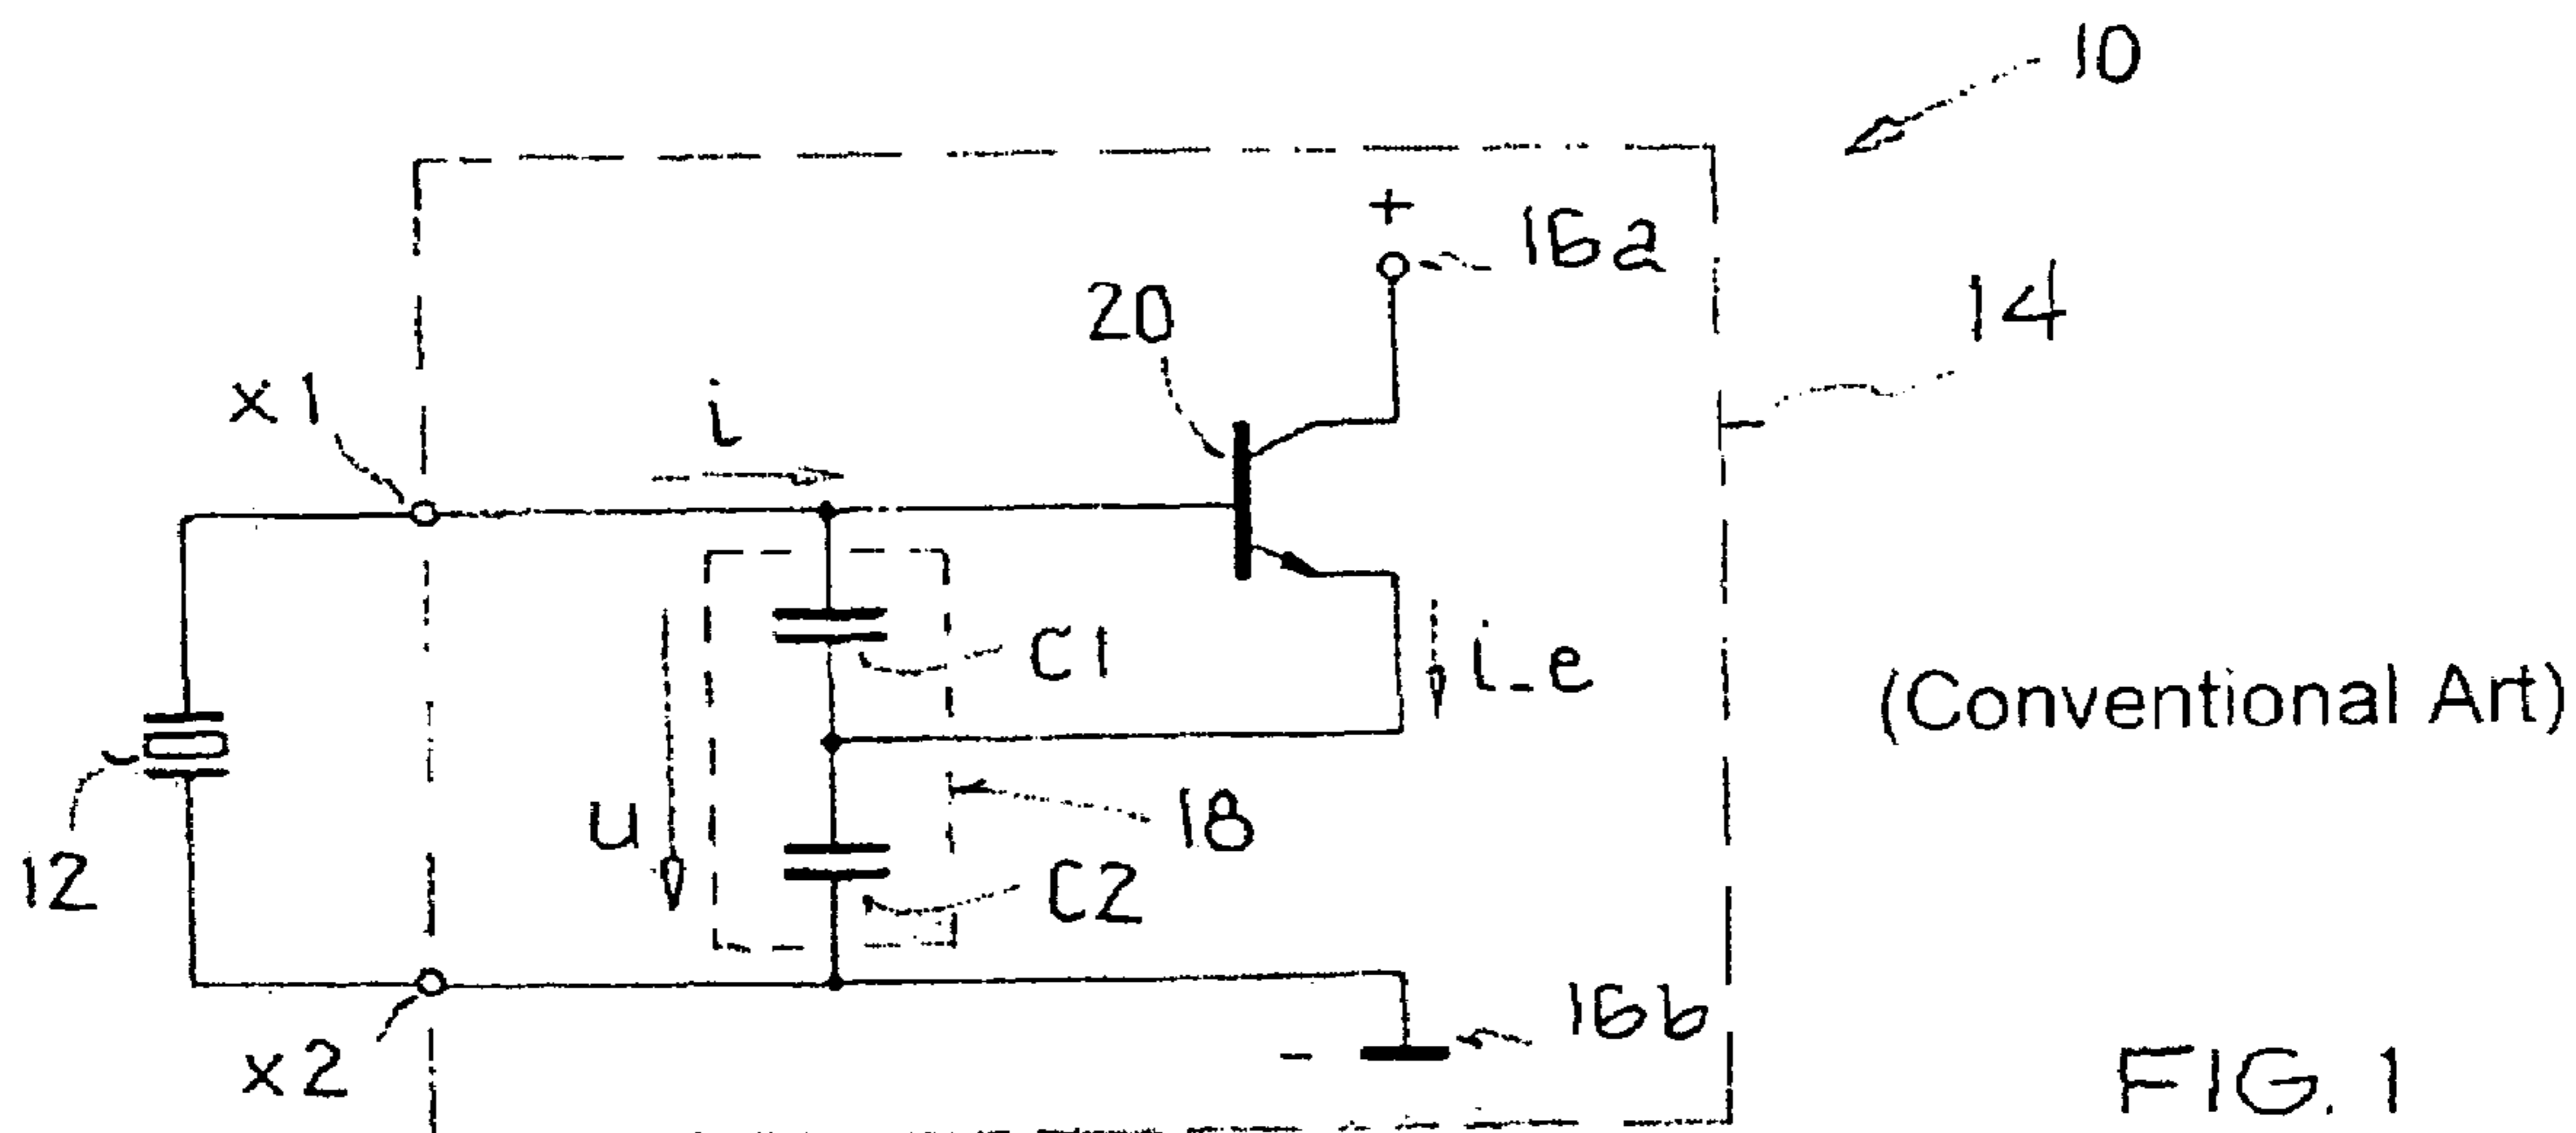 10
+
16a
14
20
x1
i
C1
i_e
(Conventional Art)
u
18
12
C2
16b
-
x2
FIG. 1